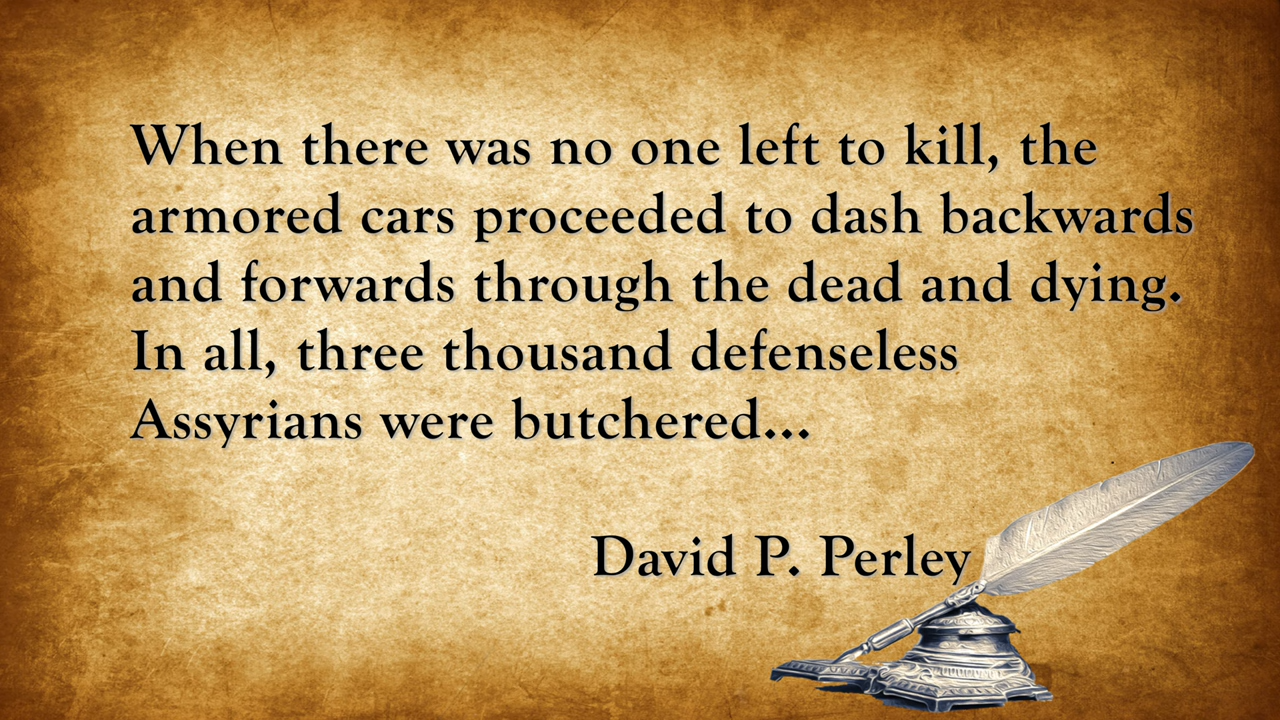 When there was no one left to kill, the
armored cars proceeded to dash backwards
and forwards through the dead and dying.
In all, three thousand defenseless
Assyrians were butchered...
David P. Perley